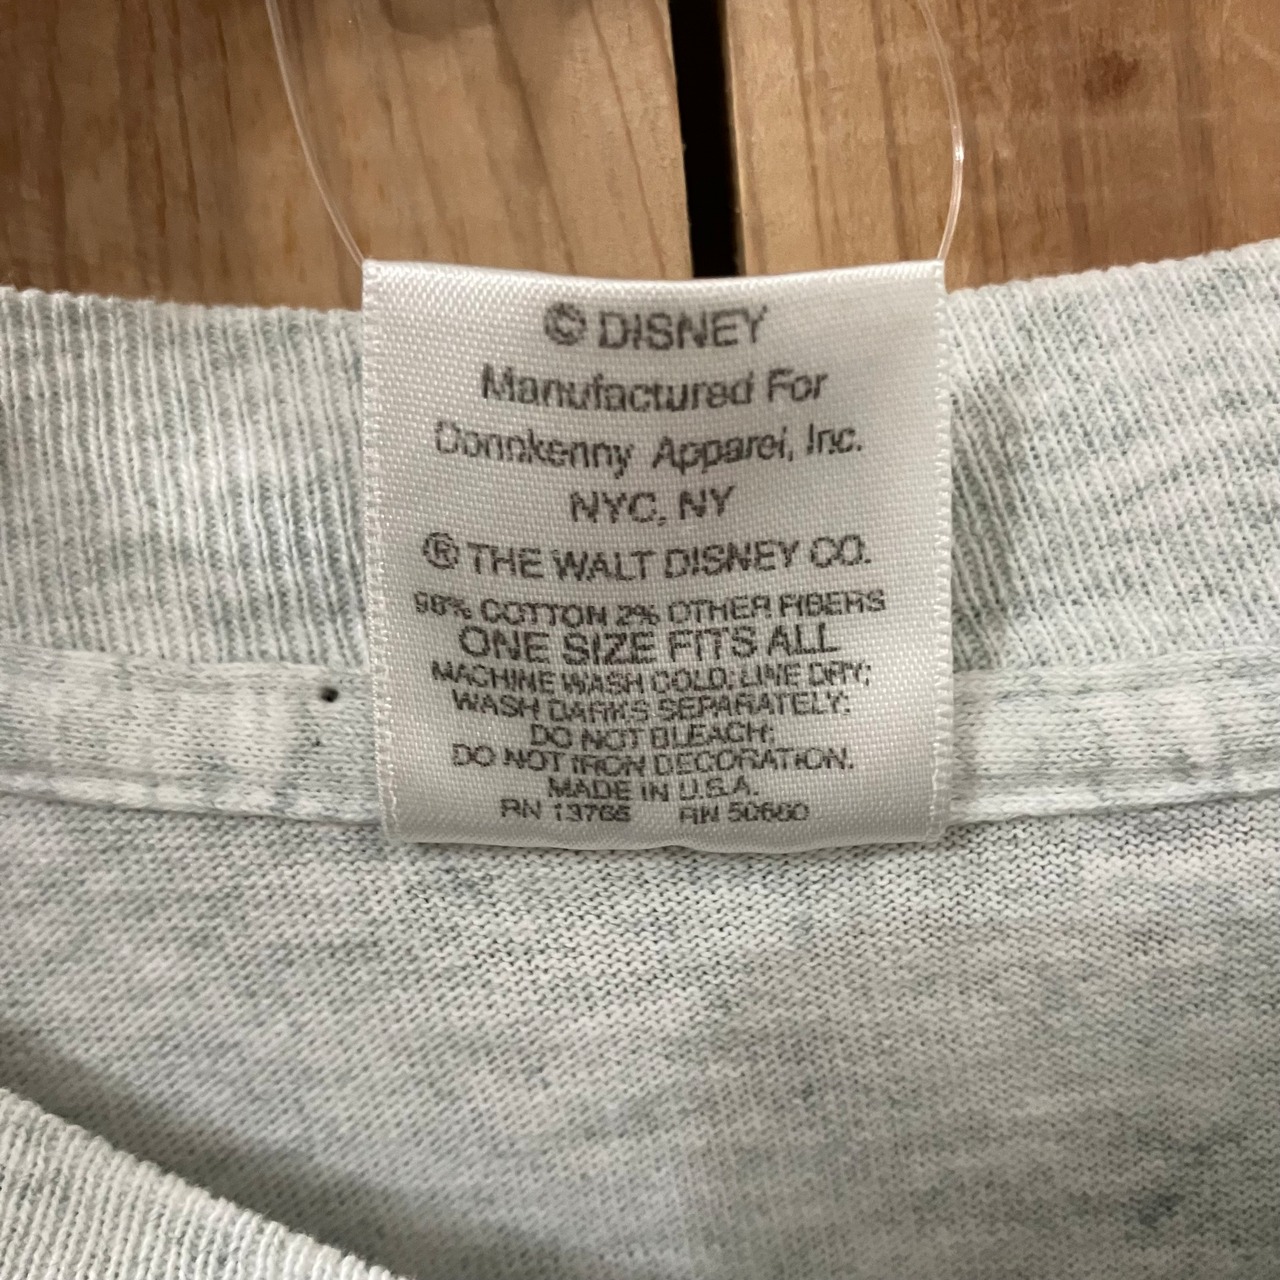 © DISNEY
Manufactured For
Donnkenny Apparel, Inc.
NYC, NY
® THE WALT DISNEY CO.
98% COTTON 2% OTHER FIBERS
ONE SIZE FITS ALL
MACHINE WASH COLD; LINE DRY;
WASH DARKS SEPARATELY;
DO NOT BLEACH;
DO NOT IRON DECORATION.
MADE IN U.S.A.
RN 13765 RN 50660